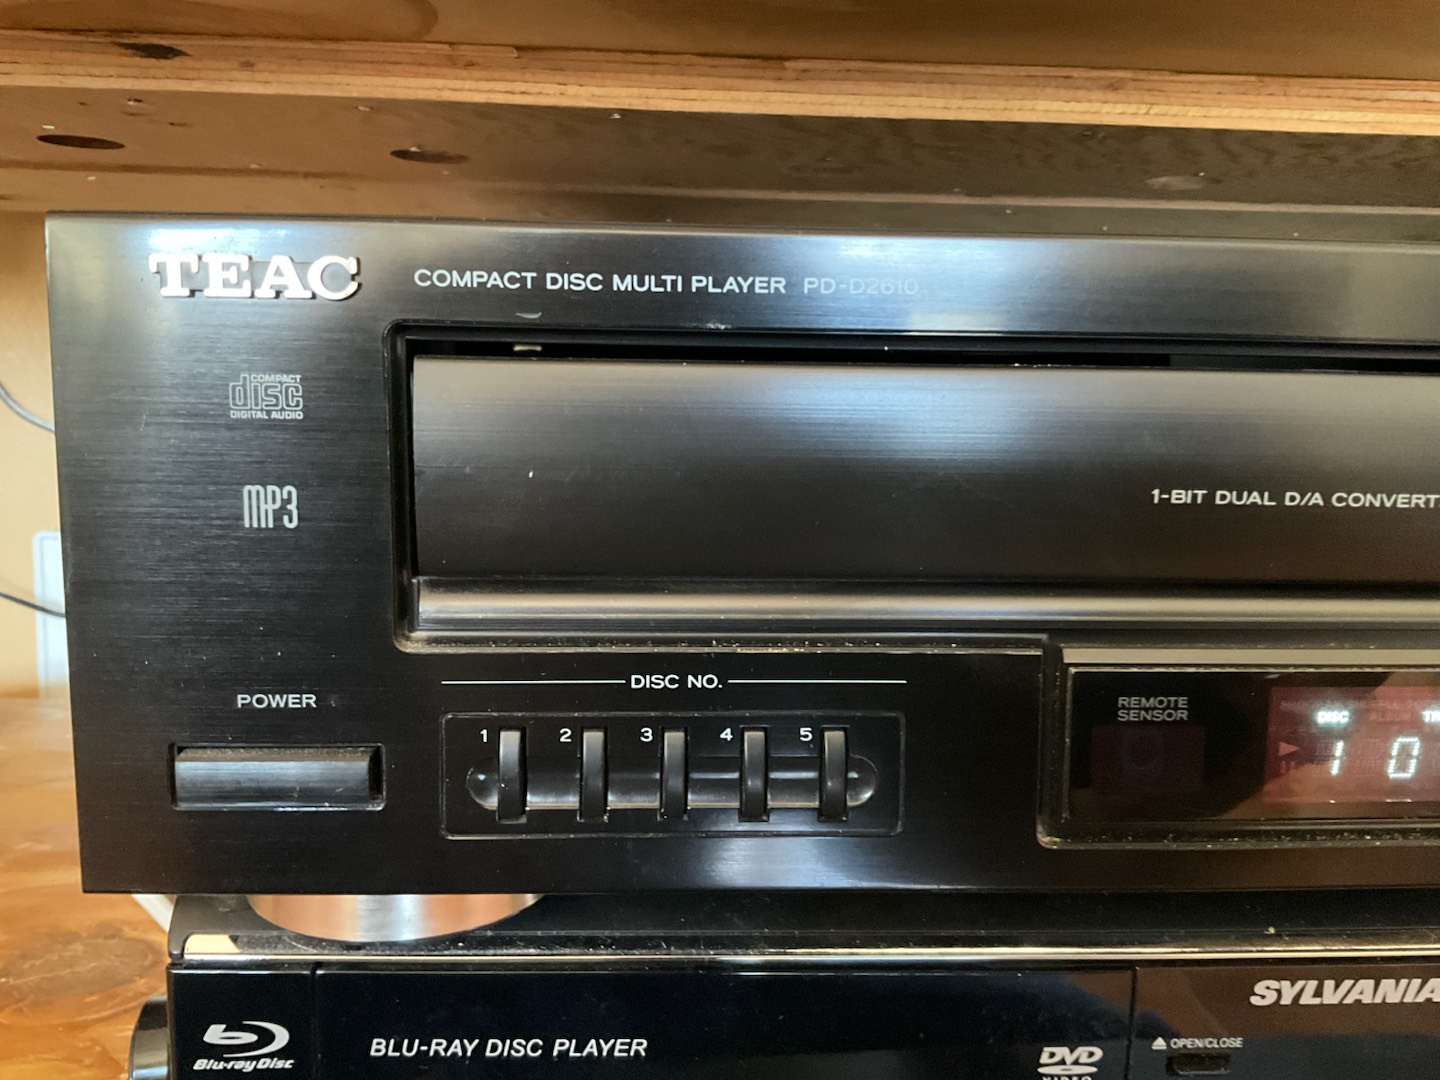 TEAC
COMPACT DISC MULTI PLAYER PD-D2610
COMPACT
disc
DIGITAL AUDIO
MP3
1-BIT DUAL D/A
DISC NO.
POWER
1 2 3 4 5
REMOTE
SENSOR
DISC
1 0
SYLVANIA
Blu-ray Disc
BLU-RAY DISC PLAYER
DVD
VIDEO
OPEN/CLOSE